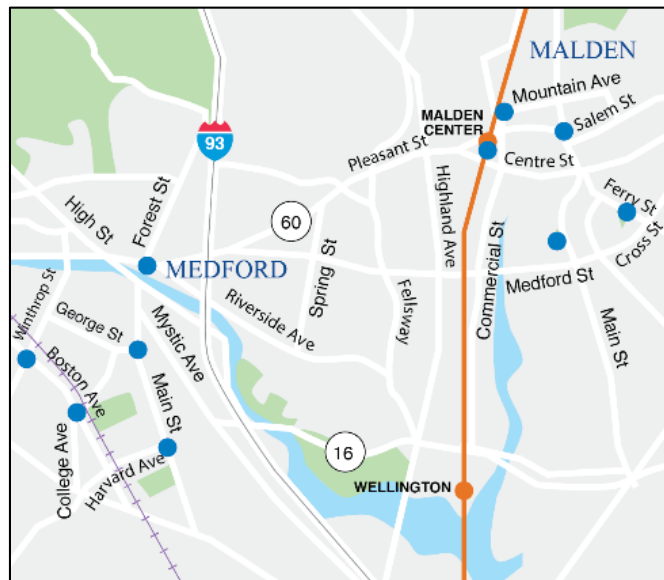 MALDEN
Mountain Ave
MALDEN
CENTER
Salem St
93
Pleasant St
Centre St
Forest St
Highland Ave
Ferry St
High St
60
Cross St
MEDFORD
Spring St
Commercial St
Medford St
Winthrop St
Riverside Ave
Fellsway
George St
Mystic Ave
Main St
Boston Ave
Main St
16
College Ave
Harvard Ave
WELLINGTON